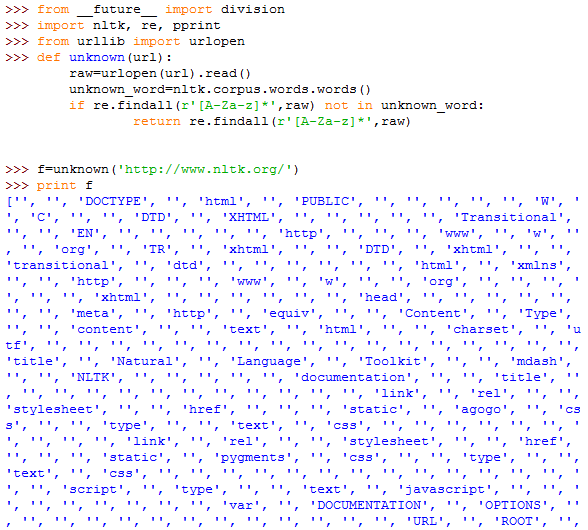 >>> from __future__ import division
>>> import nltk, re, pprint
>>> from urllib import urlopen
>>> def unknown(url):
        raw=urlopen(url).read()
        unknown_word=nltk.corpus.words.words()
        if re.findall(r'[A-Za-z]*',raw) not in unknown_word:
                return re.findall(r'[A-Za-z]*',raw)
>>> f=unknown('http://www.nltk.org/')
>>> print f
['', '', 'DOCTYPE', '', 'html', '', 'PUBLIC', '', '', '', '', '', 'W', '
', 'C', '', '', 'DTD', '', 'XHTML', '', '', '', '', '', 'Transitional',
'', '', 'EN', '', '', '', '', '', 'http', '', '', '', 'www', '', 'w', ''
, '', 'org', '', 'TR', '', 'xhtml', '', '', 'DTD', '', 'xhtml', '', '',
'transitional', '', 'dtd', '', '', '', '', '', '', 'html', '', 'xmlns',
'', '', 'http', '', '', '', 'www', '', 'w', '', '', 'org', '', '', '', '
', '', '', '', 'xhtml', '', '', '', '', '', '', 'head', '', '', '', '',
'', '', 'meta', '', 'http', '', 'equiv', '', '', 'Content', '', 'Type',
'', '', 'content', '', '', 'text', '', 'html', '', '', 'charset', '', 'u
tf', '', '', '', '', '', '', '', '', '', '', '', '', '', '', '', '', '',
'title', '', 'Natural', '', 'Language', '', 'Toolkit', '', '', 'mdash',
'', '', 'NLTK', '', '', '', '', '', 'documentation', '', '', 'title', ''
, '', '', '', '', '', '', '', '', '', '', '', 'link', '', 'rel', '', '',
'stylesheet', '', '', 'href', '', '', '', 'static', '', 'agogo', '', 'cs
s', '', '', 'type', '', '', 'text', '', 'css', '', '', '', '', '', '', '
', '', '', '', 'link', '', 'rel', '', '', 'stylesheet', '', '', 'href',
'', '', '', 'static', '', 'pygments', '', 'css', '', '', 'type', '', '',
'text', '', 'css', '', '', '', '', '', '', '', '', '', '', '', '', '', '
', '', '', 'script', '', 'type', '', '', 'text', '', 'javascript', '', '
', '', '', '', '', '', '', '', 'var', '', 'DOCUMENTATION', '', 'OPTIONS', '',
'', '', '', '', '', '', '', '', '', '', '', '', 'URL', '', 'ROOT', '', ''